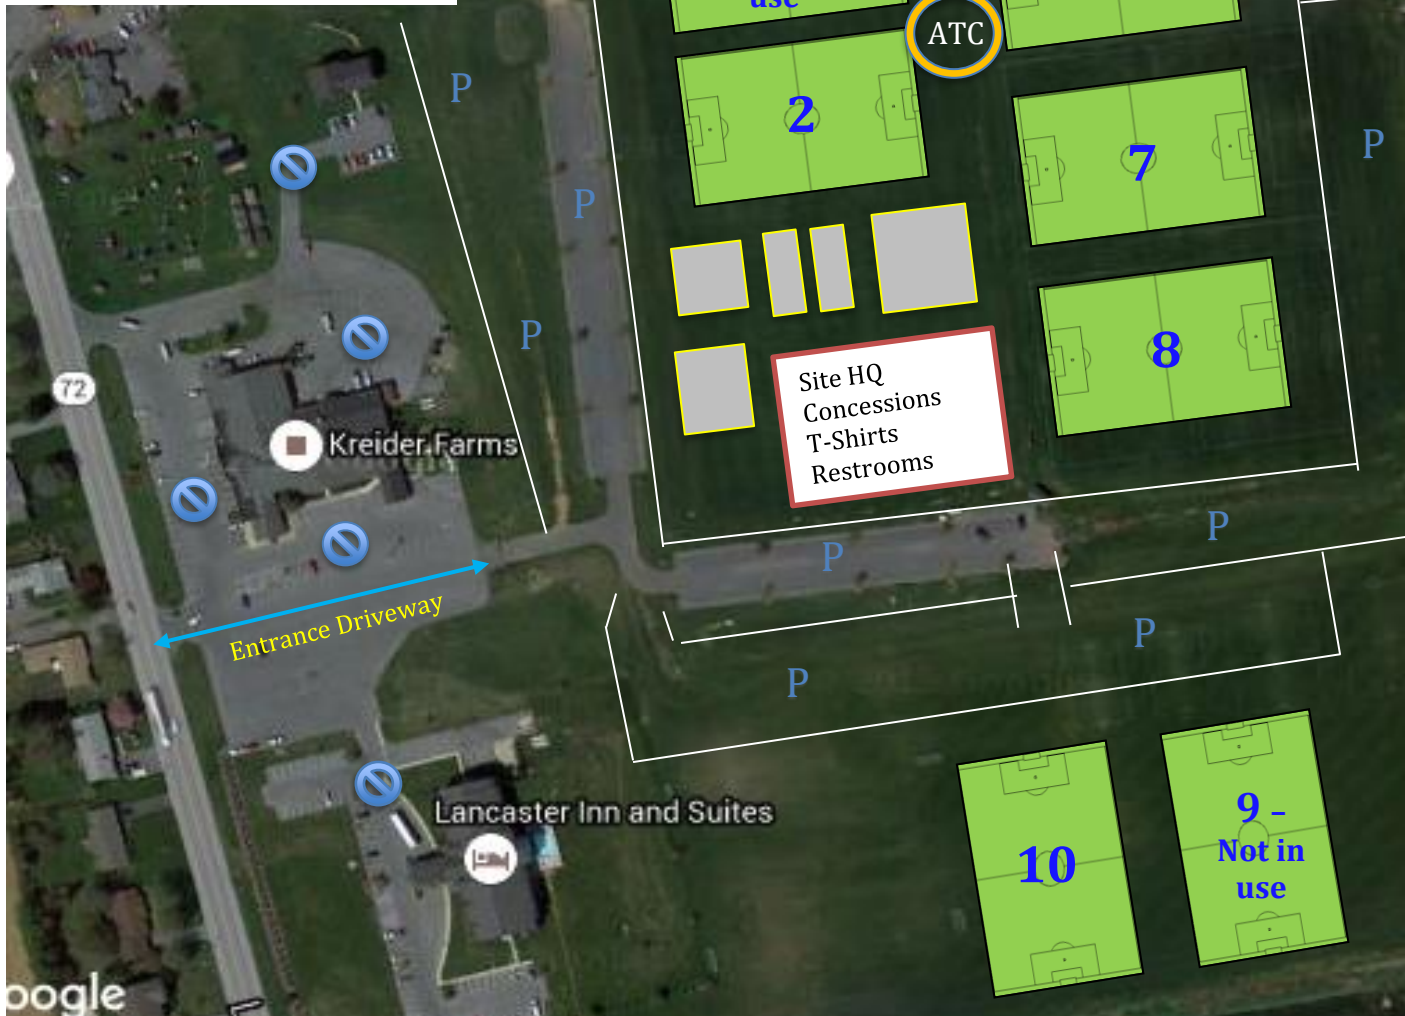 use
ATC
P
2
P
7
P
P
P
8
72
Site HQ
Concessions
T-Shirts
Restrooms
Kreider Farms
P
P
Entrance Driveway
P
P
Lancaster Inn and Suites
10
9 –
Not in
use
oogle